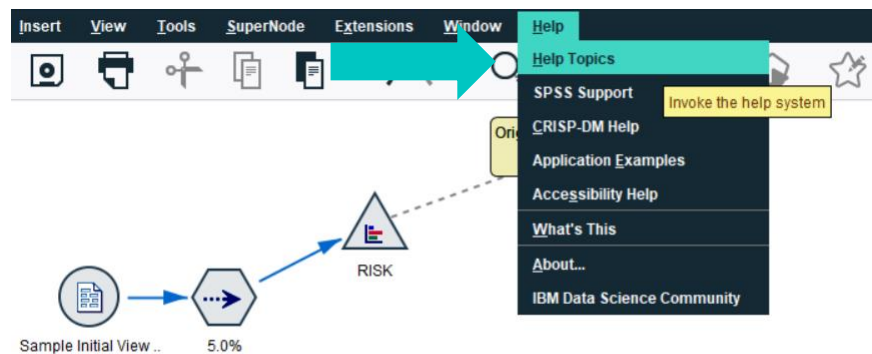 Insert View Tools SuperNode Extensions Window Help
Help Topics
SPSS Support
Invoke the help system
CRISP-DM Help
Application Examples
Accessibility Help
What's This
About...
IBM Data Science Community
RISK
Sample Initial View ..
5.0%